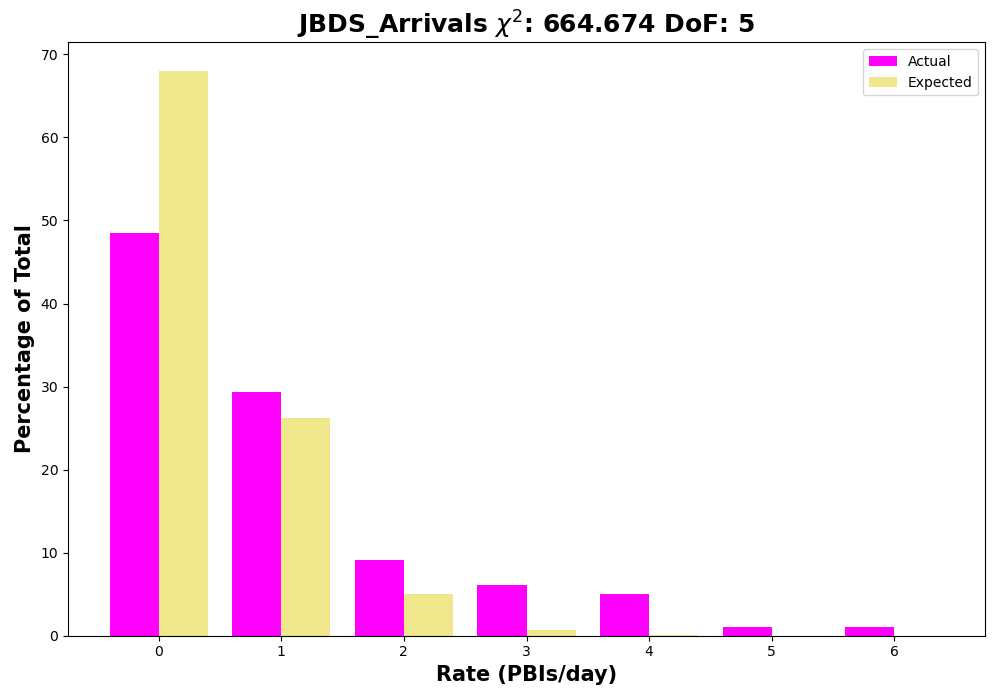 JBDS_Arrivals χ²: 664.674 DoF: 5
Actual
Expected
Percentage of Total
70
60
50
40
30
20
10
0
0 1 2 3 4 5 6
Rate (PBIs/day)